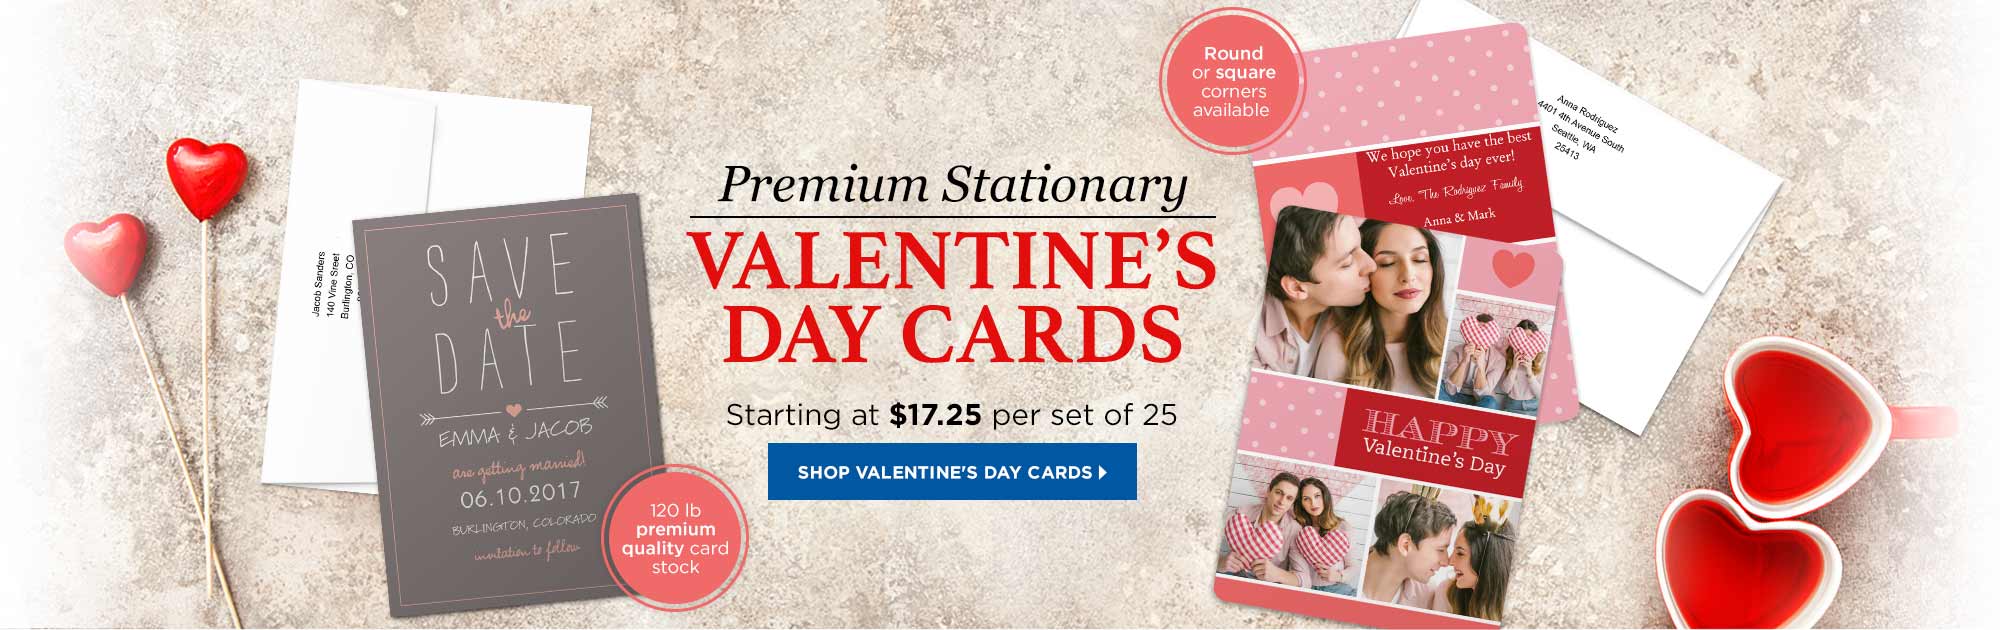 Premium Stationary
VALENTINE'S
DAY CARDS
Starting at $17.25 per set of 25
SHOP VALENTINE'S DAY CARDS
Jacob Sanders
140 Vine Sreet
Burlington, CO
SAVE
the
DATE
EMMA & JACOB
are getting married!
06.10.2017
BURLINGTON, COLORADO
invitation to follow
120 lb
premium
quality card
stock
Round
or square
corners
available
We hope you have the best
Valentine's day ever!
Love, The Rodriguez Family
Anna & Mark
HAPPY
Valentine's Day
Anna Rodriguez
4401 4th Avenue South
Seattle, WA
25413